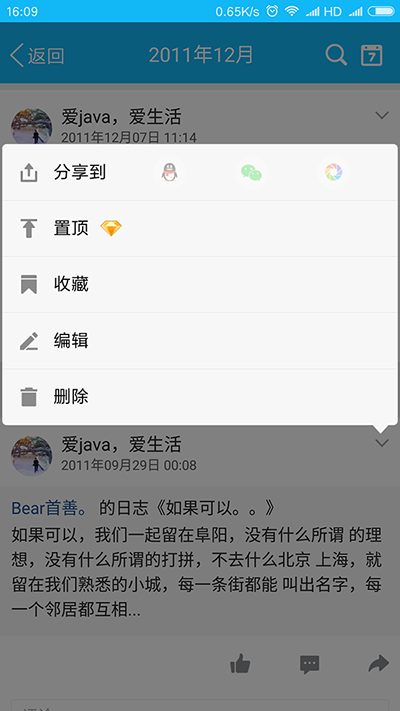 16:09
0.65K/s
HD
返回
2011年12月
7
爱java，爱生活
2011年12月07日 11:14
分享到
置顶
收藏
编辑
删除
爱java，爱生活
2011年09月29日 00:08
Bear首善。 的日志《如果可以。。》
如果可以，我们一起留在阜阳，没有什么所谓 的理
想，没有什么所谓的打拼，不去什么北京 上海，就
留在我们熟悉的小城，每一条街都能 叫出名字，每
一个邻居都互相...